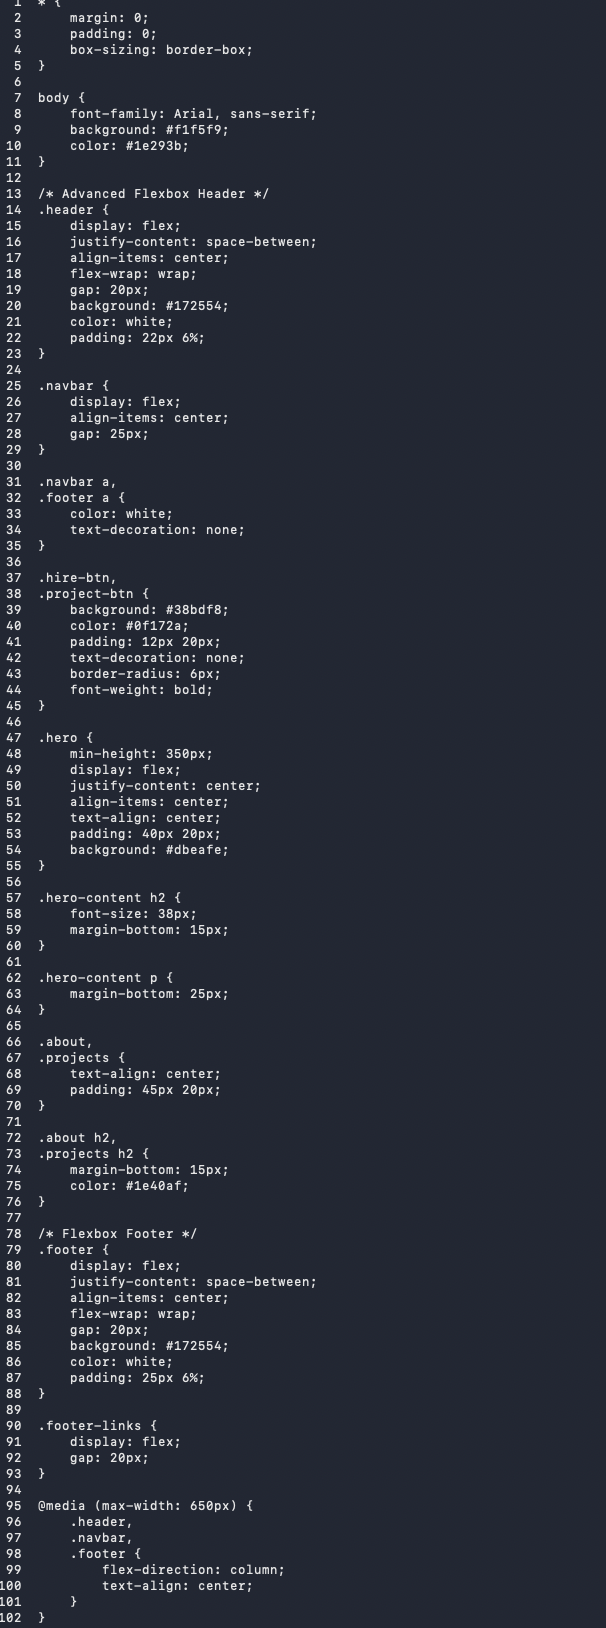 1 * {
2     margin: 0;
3     padding: 0;
4     box-sizing: border-box;
5 }
6
7 body {
8     font-family: Arial, sans-serif;
9     background: #f1f5f9;
10     color: #1e293b;
11 }
12
13 /* Advanced Flexbox Header */
14 .header {
15     display: flex;
16     justify-content: space-between;
17     align-items: center;
18     flex-wrap: wrap;
19     gap: 20px;
20     background: #172554;
21     color: white;
22     padding: 22px 6%;
23 }
24
25 .navbar {
26     display: flex;
27     align-items: center;
28     gap: 25px;
29 }
30
31 .navbar a,
32 .footer a {
33     color: white;
34     text-decoration: none;
35 }
36
37 .hire-btn,
38 .project-btn {
39     background: #38bdf8;
40     color: #0f172a;
41     padding: 12px 20px;
42     text-decoration: none;
43     border-radius: 6px;
44     font-weight: bold;
45 }
46
47 .hero {
48     min-height: 350px;
49     display: flex;
50     justify-content: center;
51     align-items: center;
52     text-align: center;
53     padding: 40px 20px;
54     background: #dbeafe;
55 }
56
57 .hero-content h2 {
58     font-size: 38px;
59     margin-bottom: 15px;
60 }
61
62 .hero-content p {
63     margin-bottom: 25px;
64 }
65
66 .about,
67 .projects {
68     text-align: center;
69     padding: 45px 20px;
70 }
71
72 .about h2,
73 .projects h2 {
74     margin-bottom: 15px;
75     color: #1e40af;
76 }
77
78 /* Flexbox Footer */
79 .footer {
80     display: flex;
81     justify-content: space-between;
82     align-items: center;
83     flex-wrap: wrap;
84     gap: 20px;
85     background: #172554;
86     color: white;
87     padding: 25px 6%;
88 }
89
90 .footer-links {
91     display: flex;
92     gap: 20px;
93 }
94
95 @media (max-width: 650px) {
96     .header,
97     .navbar,
98     .footer {
99         flex-direction: column;
100         text-align: center;
101     }
102 }